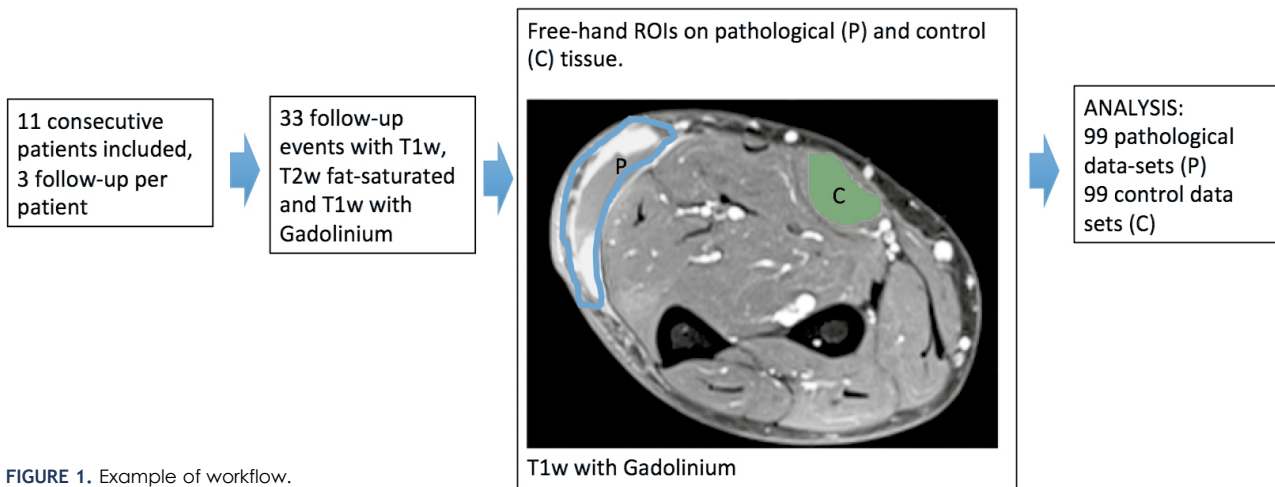 11 consecutive
patients included,
3 follow-up per
patient
33 follow-up
events with T1w,
T2w fat-saturated
and T1w with
Gadolinium
Free-hand ROIs on pathological (P) and control
(C) tissue.
P
C
T1w with Gadolinium
ANALYSIS:
99 pathological
data-sets (P)
99 control data
sets (C)
FIGURE 1. Example of workflow.